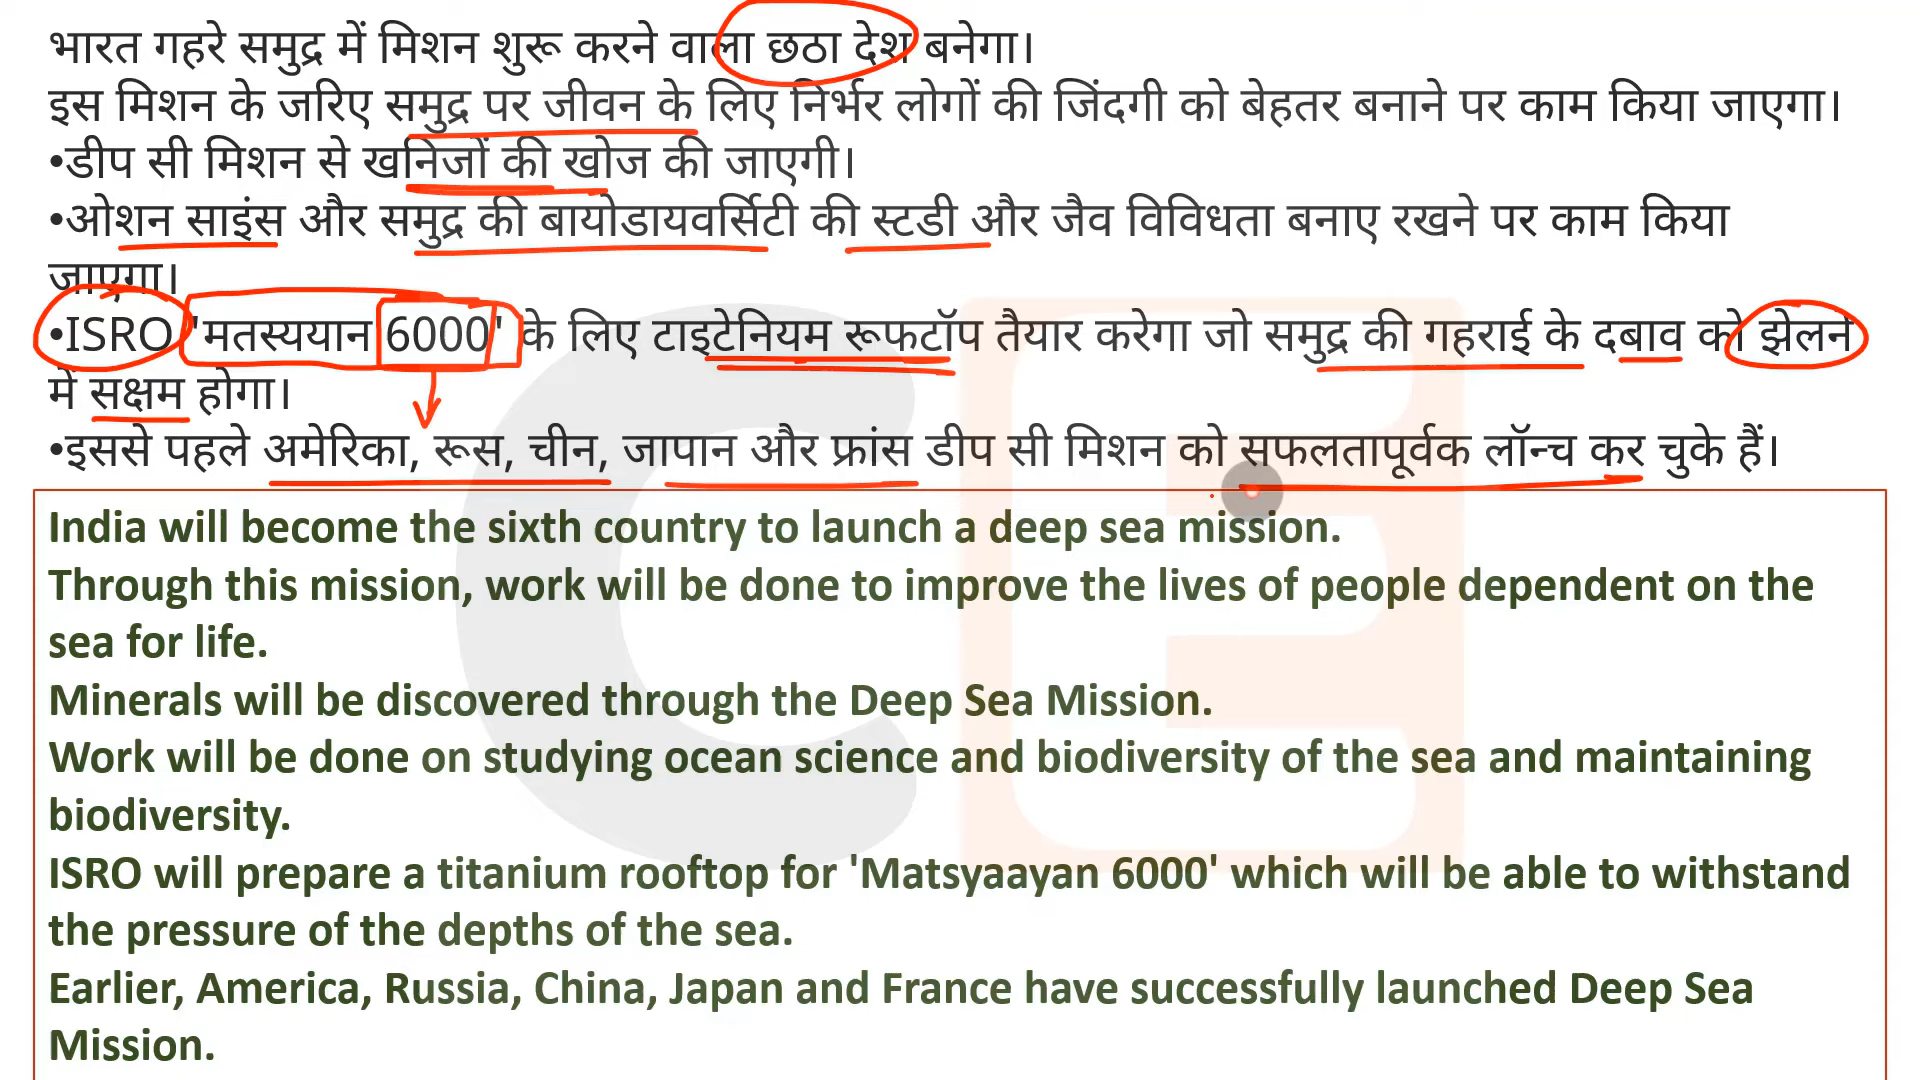 भारत गहरे समुद्र में मिशन शुरू करने वाला छठा देश बनेगा।
इस मिशन के जरिए समुद्र पर जीवन के लिए निर्भर लोगों की जिंदगी को बेहतर बनाने पर काम किया जाएगा।
•डीप सी मिशन से खनिजों की खोज की जाएगी।
•ओशन साइंस और समुद्र की बायोडायवर्सिटी की स्टडी और जैव विविधता बनाए रखने पर काम किया
जाएगा।
•ISRO 'मतस्ययान 6000' के लिए टाइटेनियम रूफटॉप तैयार करेगा जो समुद्र की गहराई के दबाव को झेलने
में सक्षम होगा।
•इससे पहले अमेरिका, रूस, चीन, जापान और फ्रांस डीप सी मिशन को सफलतापूर्वक लॉन्च कर चुके हैं।
India will become the sixth country to launch a deep sea mission.
Through this mission, work will be done to improve the lives of people dependent on the
sea for life.
Minerals will be discovered through the Deep Sea Mission.
Work will be done on studying ocean science and biodiversity of the sea and maintaining
biodiversity.
ISRO will prepare a titanium rooftop for 'Matsyaayan 6000' which will be able to withstand
the pressure of the depths of the sea.
Earlier, America, Russia, China, Japan and France have successfully launched Deep Sea
Mission.